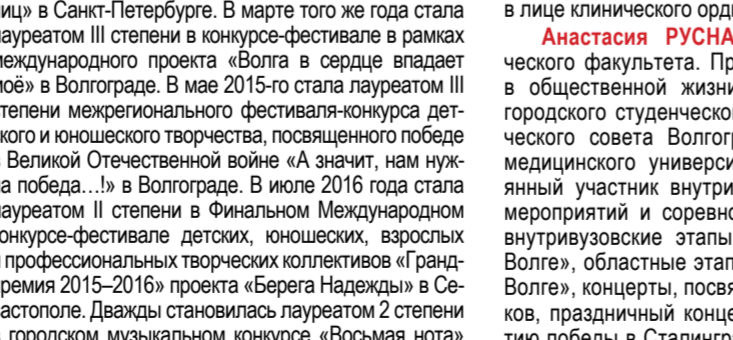 иц» в Санкт-Петербурге. В марте того же года стала
ауреатом III степени в конкурсе-фестивале в рамках
международного проекта «Волга в сердце впадает
моё» в Волгограде. В мае 2015-го стала лауреатом III
степени межрегионального фестиваля-конкурса дет-
ского и юношеского творчества, посвященного победе
в Великой Отечественной войне «А значит, нам нуж-
на победа…!» в Волгограде. В июле 2016 года стала
лауреатом II степени в Финальном Международном
конкурсе-фестивале детских, юношеских, взрослых
и профессиональных творческих коллективов «Гранд-
премия 2015–2016» проекта «Берега Надежды» в Се-
вастополе. Дважды становилась лауреатом 2 степени
в городском музыкальном конкурсе «Восьмая нота»
в лице клинического орд
Анастасия РУСНА
ческого факультета. Пр
в общественной жизни
городского студенческо
ческого совета Волгог
медицинского универси
янный участник внутри
мероприятий и соревно
внутривузовские этапы
Волге», областные этап
Волге», концерты, посвя
ков, праздничный конце
тию победы в Сталингра